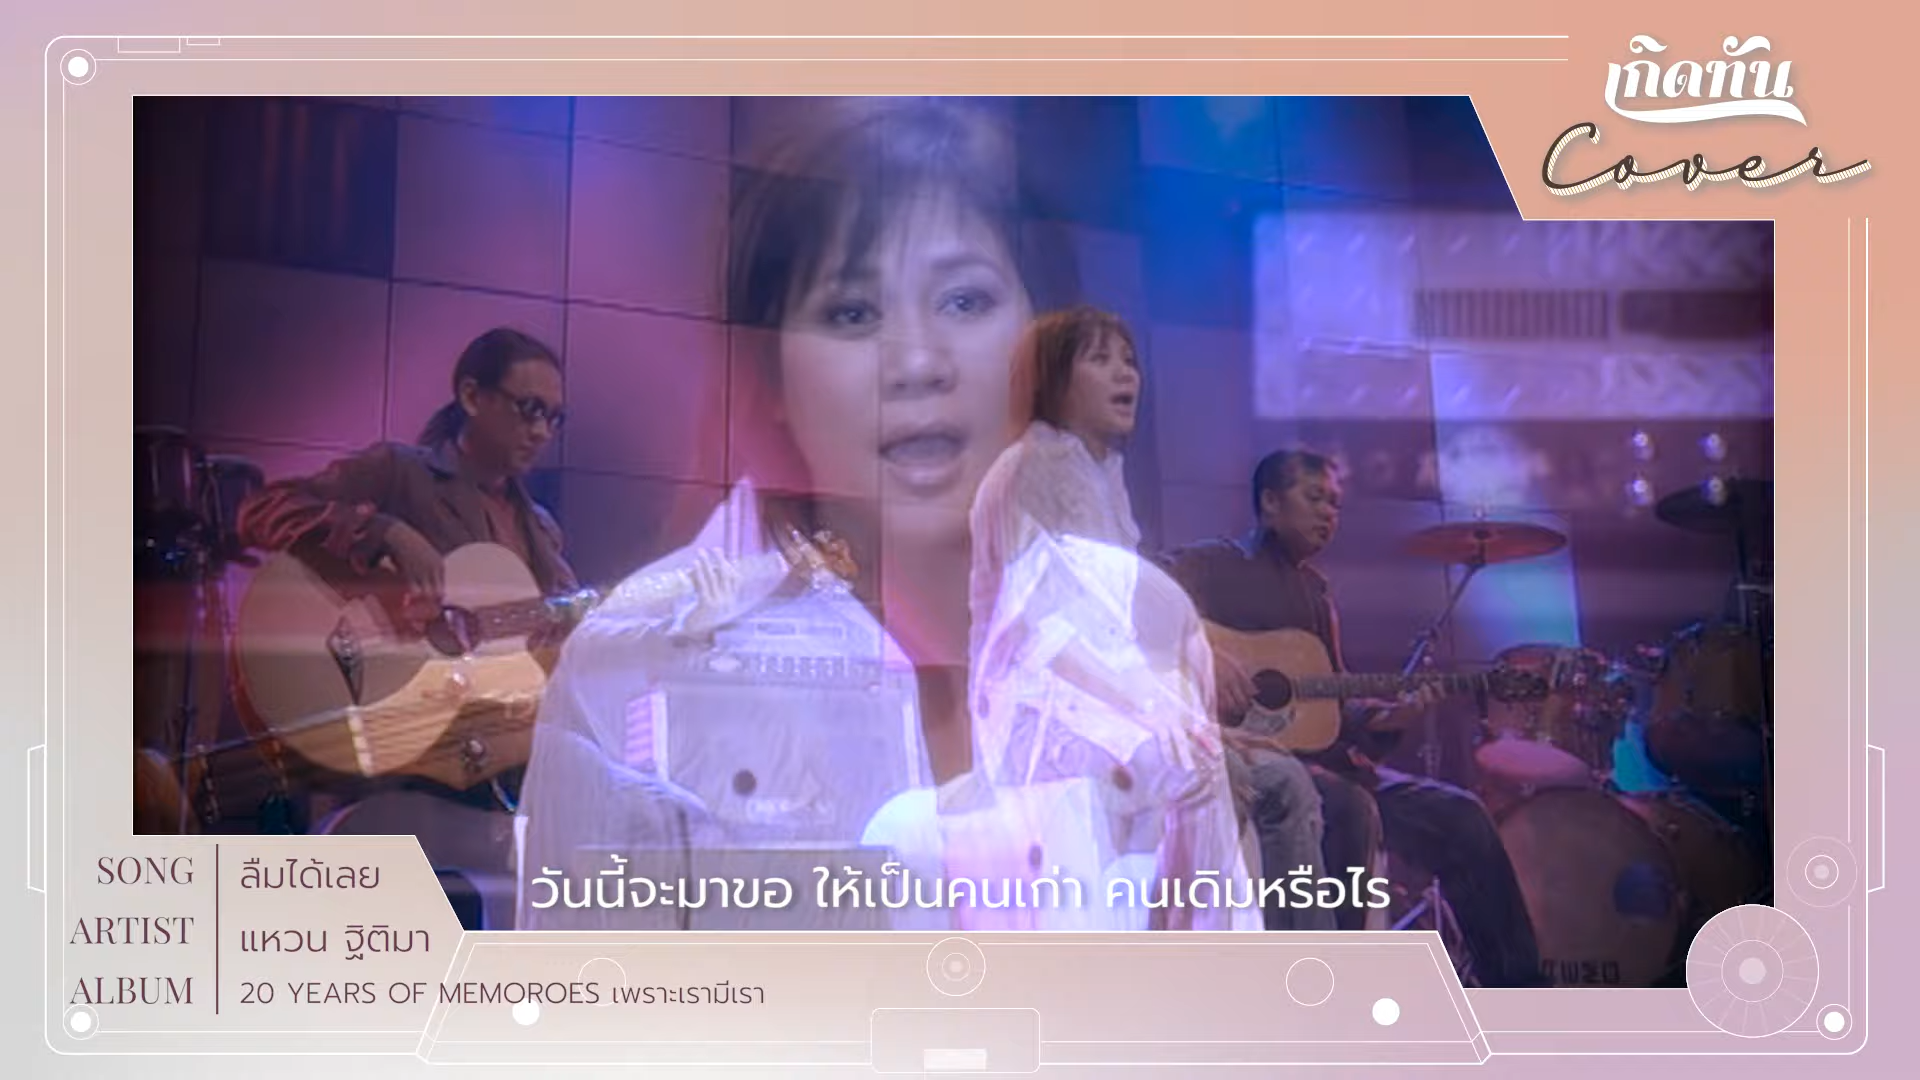 เกิดทัน
Cover
วันนี้จะมาขอ ให้เป็นคนเก่า คนเดิมหรือไร
SONG ลืมได้เลย
ARTIST แหวน ฐิติมา
ALBUM 20 YEARS OF MEMOROES เพราะเรามีเรา